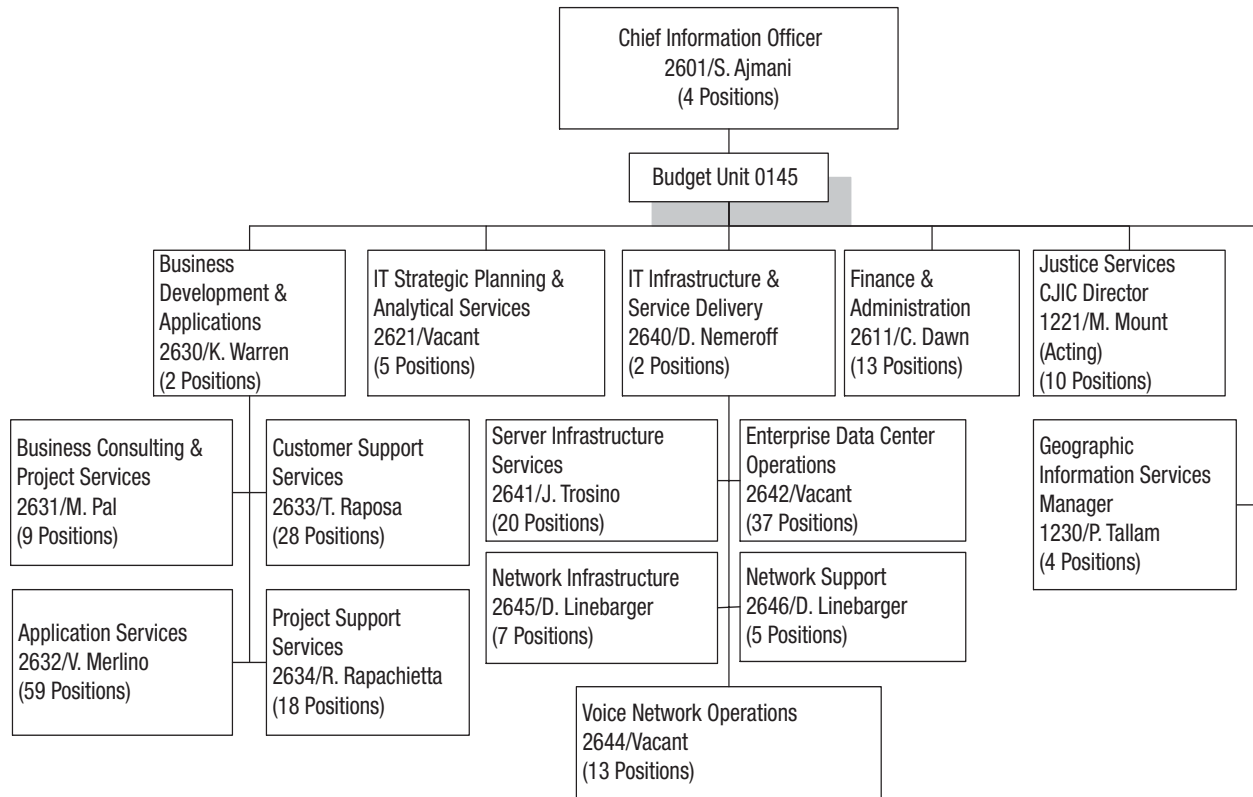 Chief Information Officer
2601/S. Ajmani
(4 Positions)
Budget Unit 0145
Business
Development &
Applications
2630/K. Warren
(2 Positions)
IT Strategic Planning &
Analytical Services
2621/Vacant
(5 Positions)
IT Infrastructure &
Service Delivery
2640/D. Nemeroff
(2 Positions)
Finance &
Administration
2611/C. Dawn
(13 Positions)
Justice Services
CJIC Director
1221/M. Mount
(Acting)
(10 Positions)
Business Consulting &
Project Services
2631/M. Pal
(9 Positions)
Customer Support
Services
2633/T. Raposa
(28 Positions)
Server Infrastructure
Services
2641/J. Trosino
(20 Positions)
Enterprise Data Center
Operations
2642/Vacant
(37 Positions)
Geographic
Information Services
Manager
1230/P. Tallam
(4 Positions)
Application Services
2632/V. Merlino
(59 Positions)
Project Support
Services
2634/R. Rapachietta
(18 Positions)
Network Infrastructure
2645/D. Linebarger
(7 Positions)
Network Support
2646/D. Linebarger
(5 Positions)
Voice Network Operations
2644/Vacant
(13 Positions)